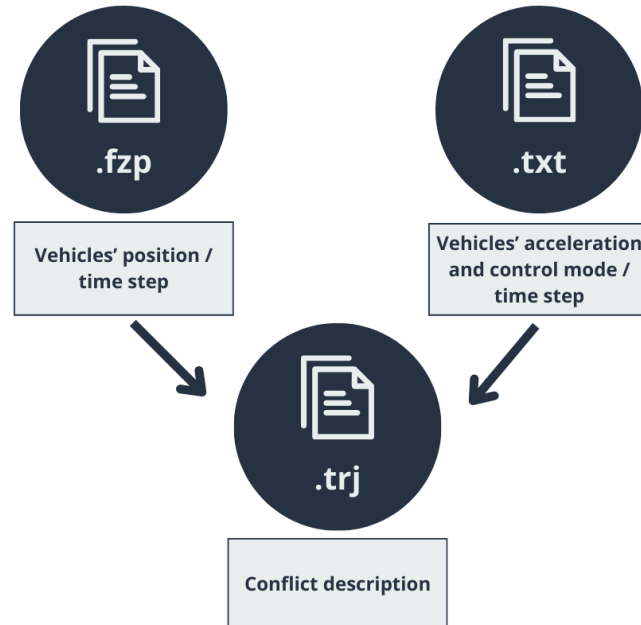 .fzp
.txt
Vehicles’ position /
time step
Vehicles’ acceleration
and control mode /
time step
.trj
Conflict description